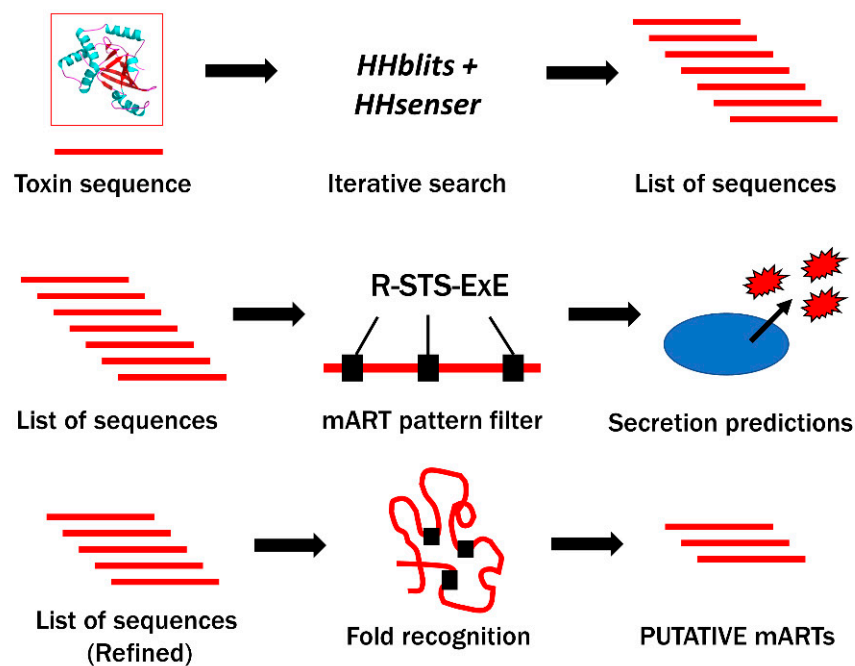 HHblits +
HHsenser
Toxin sequence
Iterative search
List of sequences
R-STS-ExE
List of sequences
mART pattern filter
Secretion predictions
List of sequences
(Refined)
Fold recognition
PUTATIVE mARTs